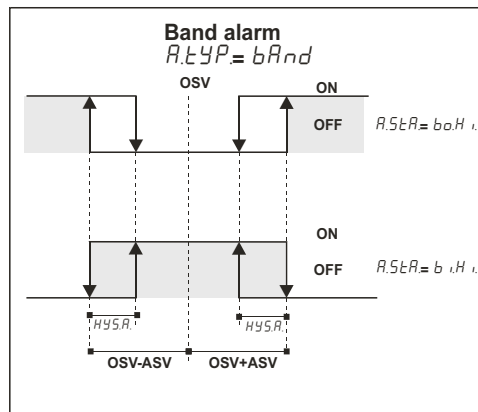 Band alarm
A.tYP.= bAnd
OSV
ON
OFF
A.StA.= bo.H i.
ON
OFF
A.StA.= b i.H i.
HYS.A.
HYS.A.
OSV-ASV
OSV+ASV